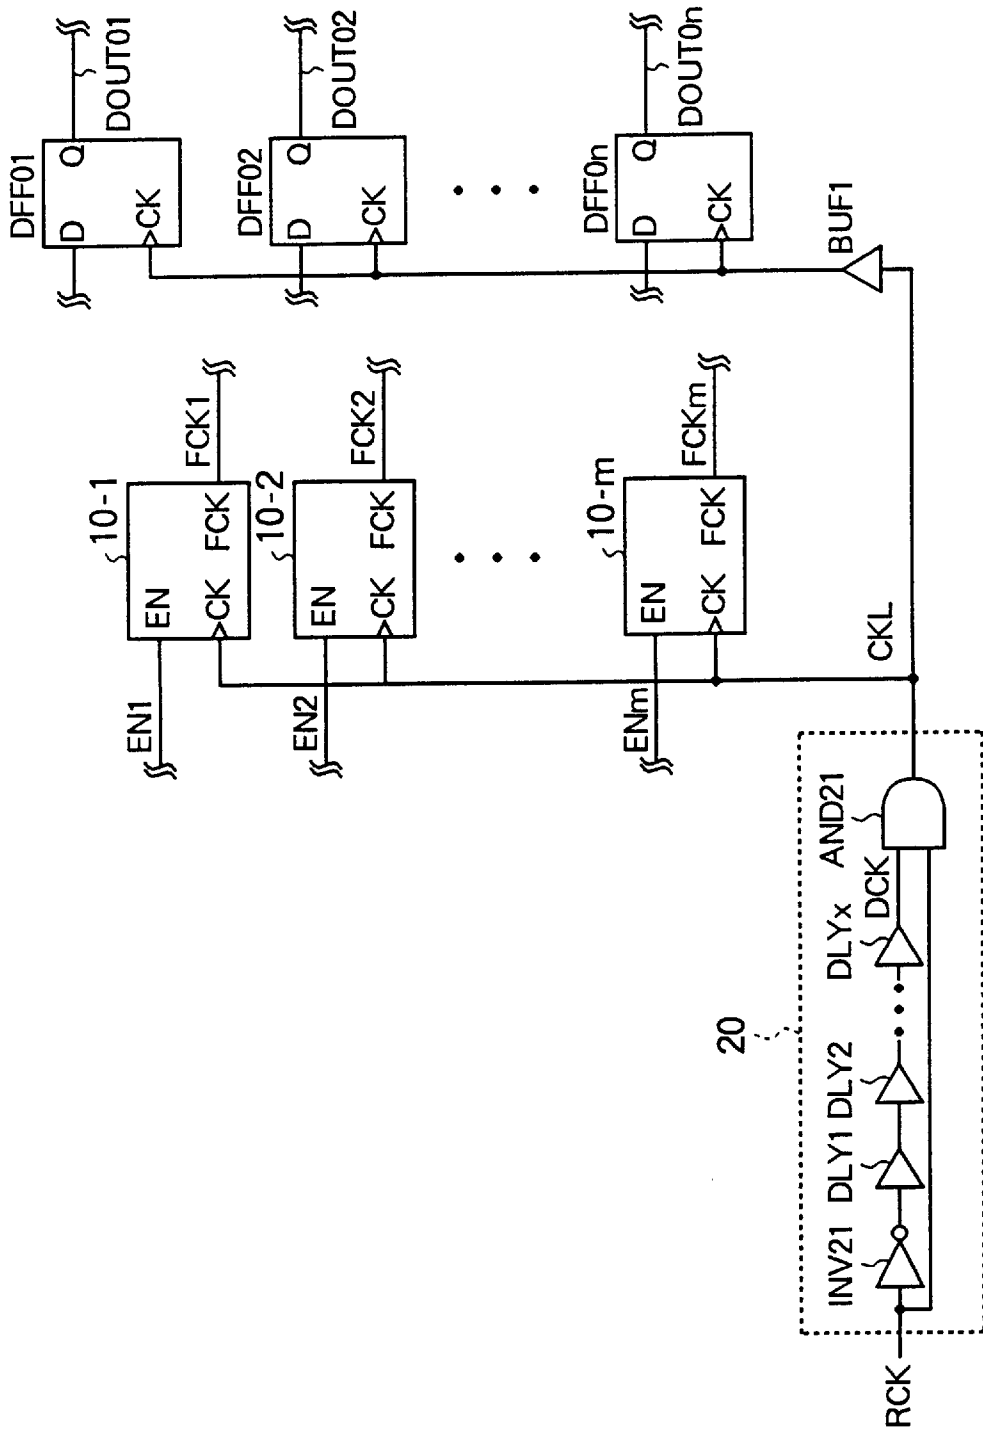 RCK
20
INV21
DLY1
DLY2
DLYx
DCK
AND21
CKL
EN1
EN
CK
FCK
10-1
FCK1
EN2
EN
CK
FCK
10-2
FCK2
ENm
EN
CK
FCK
10-m
FCKm
BUF1
DFF01
D
Q
CK
DOUT01
DFF02
D
Q
CK
DOUT02
DFF0n
D
Q
CK
DOUT0n